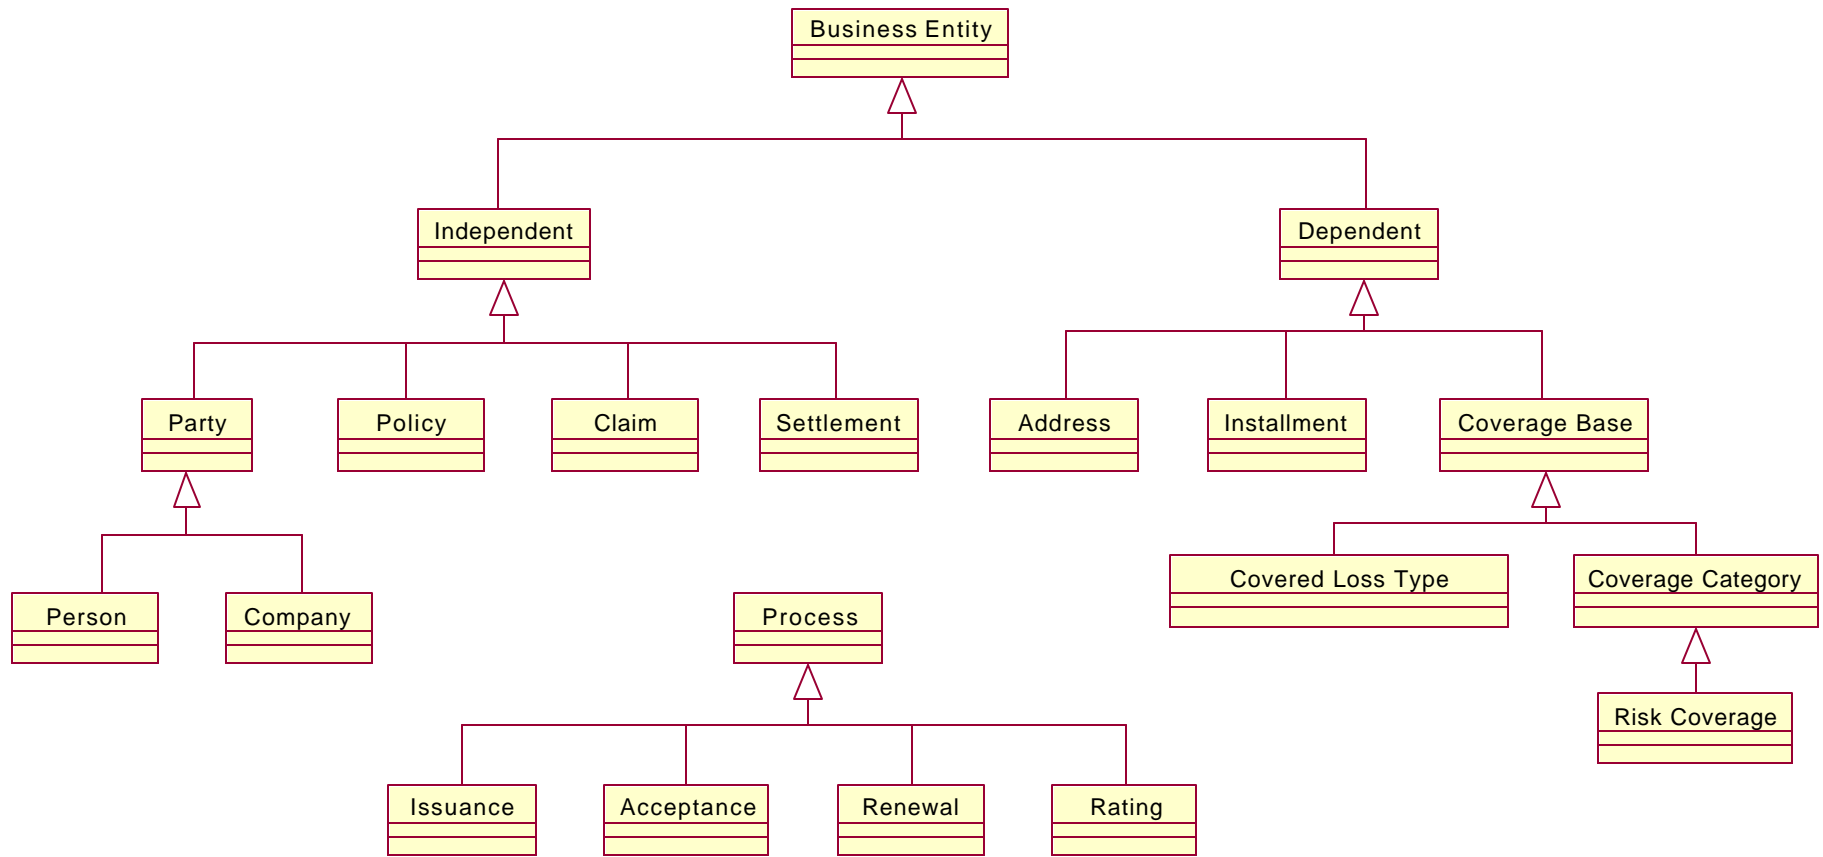 Business Entity
Independent
Dependent
Party
Policy
Claim
Settlement
Address
Installment
Coverage Base
Covered Loss Type
Coverage Category
Person
Company
Process
Risk Coverage
Issuance
Acceptance
Renewal
Rating